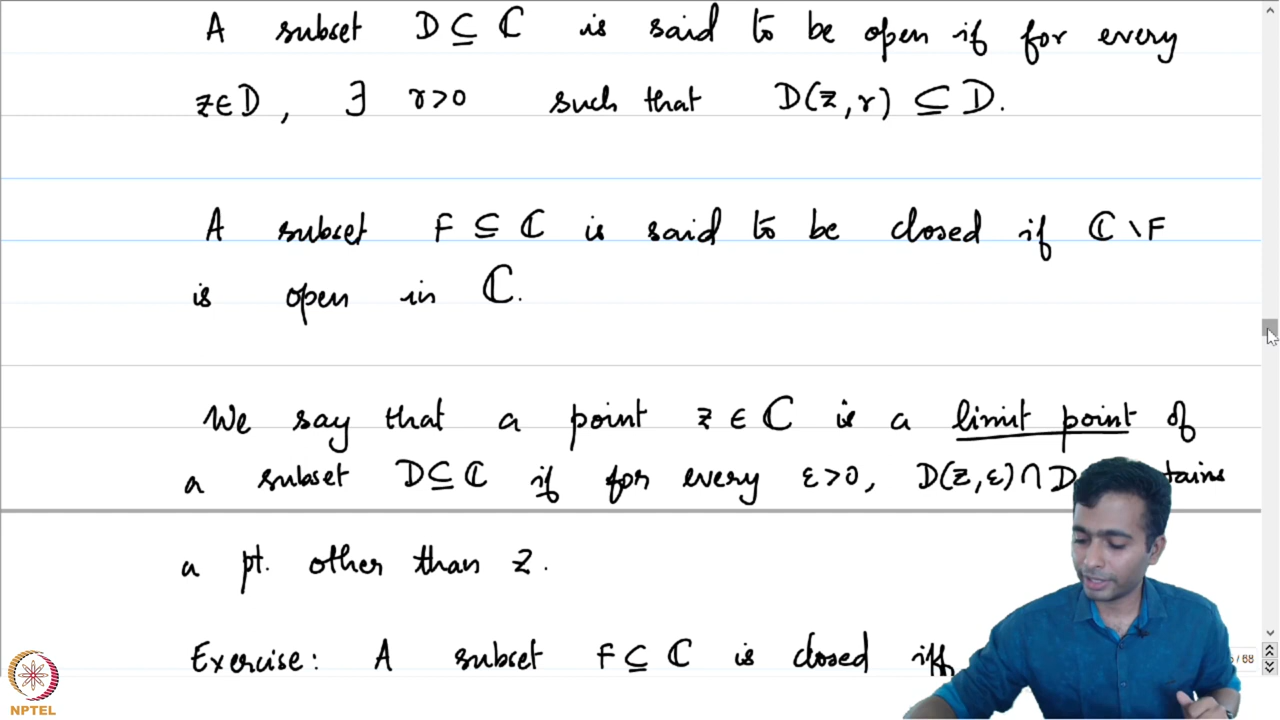 A subset D ⊆ ℂ is said to be open if for every
z∈D, ∃ r>0 such that D(z,r) ⊆ D.
A subset F ⊆ ℂ is said to be closed if ℂ \ F
is open in ℂ.
We say that a point z ∈ ℂ is a limit point of
a subset D⊆ℂ if for every ε>0, D(z,ε)∩D
a pt. other than z.
Exercise: A subset F⊆ℂ is closed iff
/ 68
NPTEL